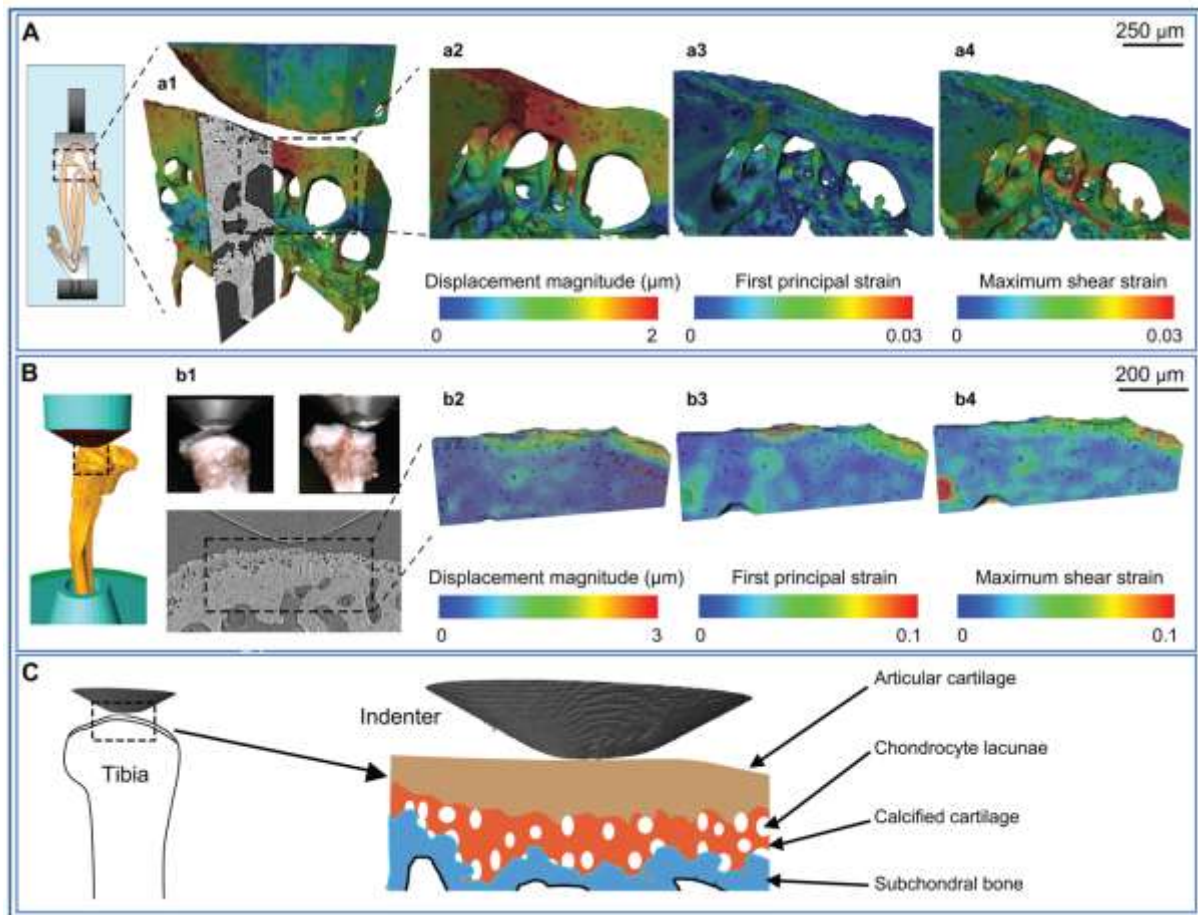 A
250 µm
a1
a2
a3
a4
Displacement magnitude (µm)
First principal strain
Maximum shear strain
0
2
0
0.03
0
0.03
B
200 µm
b1
b2
b3
b4
Displacement magnitude (µm)
First principal strain
Maximum shear strain
0
3
0
0.1
0
0.1
C
Indenter
Tibia
Articular cartilage
Chondrocyte lacunae
Calcified cartilage
Subchondral bone